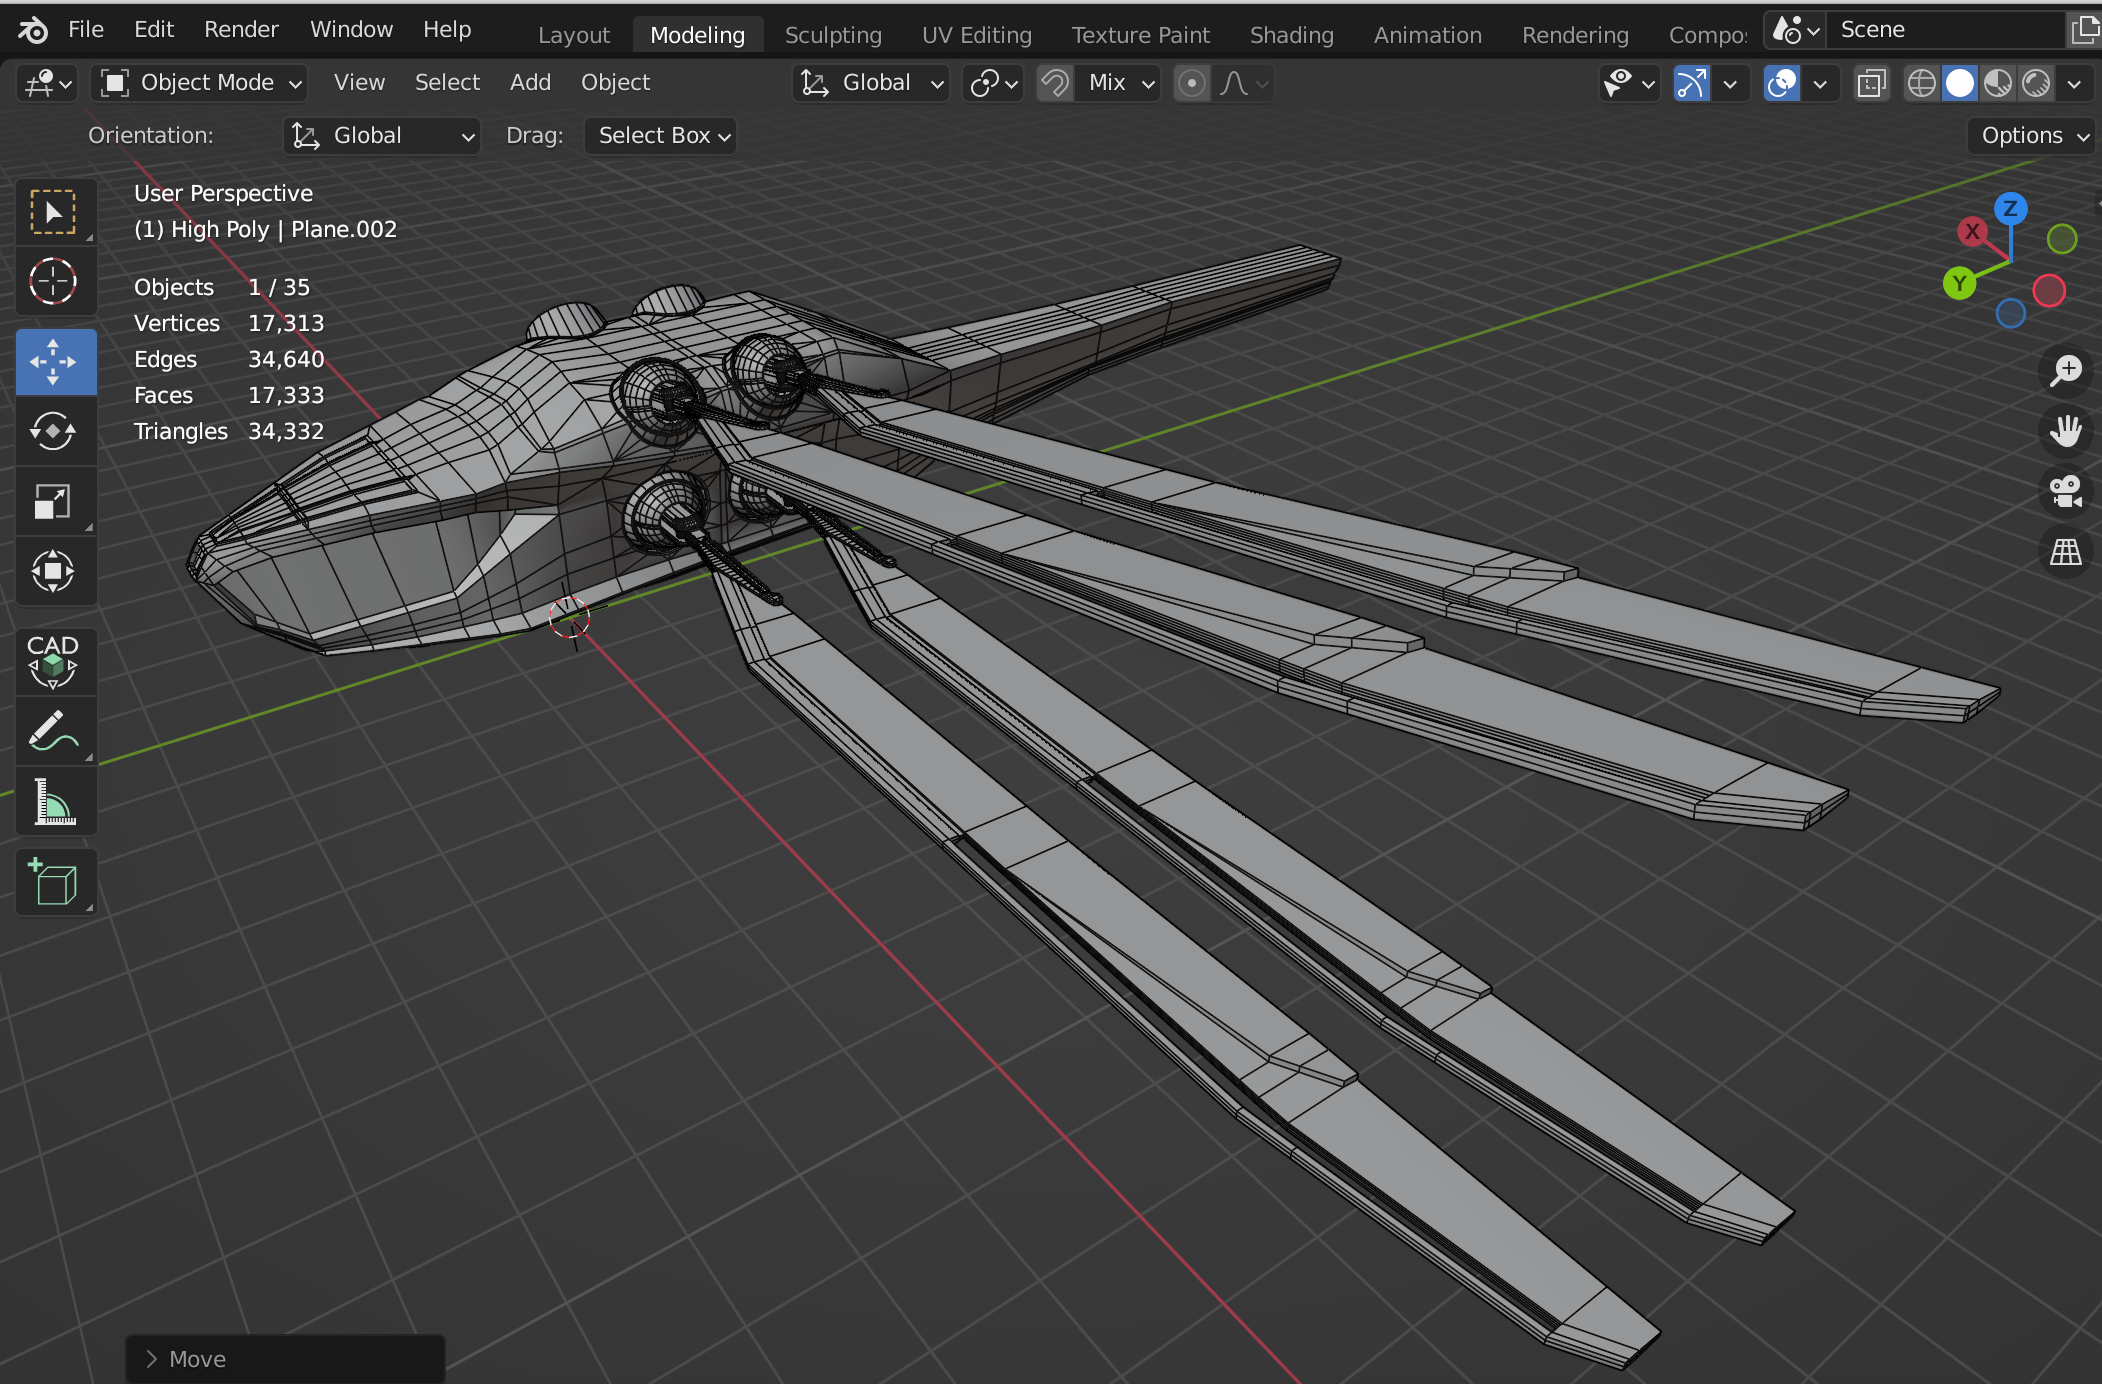 File Edit Render Window Help Layout Modeling Sculpting UV Editing Texture Paint Shading Animation Rendering Compos Scene
Object Mode View Select Add Object Global Mix
Orientation: Global Drag: Select Box Options
User Perspective
(1) High Poly | Plane.002
Objects 1 / 35
Vertices 17,313
Edges 34,640
Faces 17,333
Triangles 34,332
Z
X
Y
CAD
Move